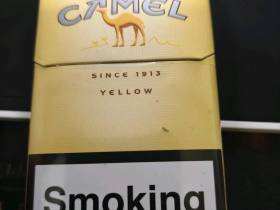 CAMEL
SINCE 1913
YELLOW
Smoking